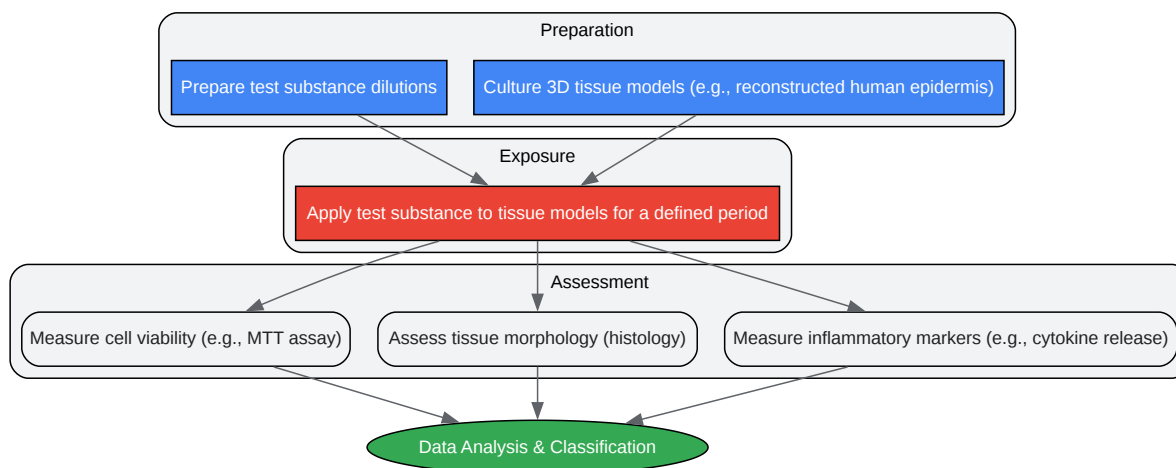 Preparation
Prepare test substance dilutions
Culture 3D tissue models (e.g., reconstructed human epidermis)
Exposure
Apply test substance to tissue models for a defined period
Assessment
Measure cell viability (e.g., MTT assay)
Assess tissue morphology (histology)
Measure inflammatory markers (e.g., cytokine release)
Data Analysis & Classification